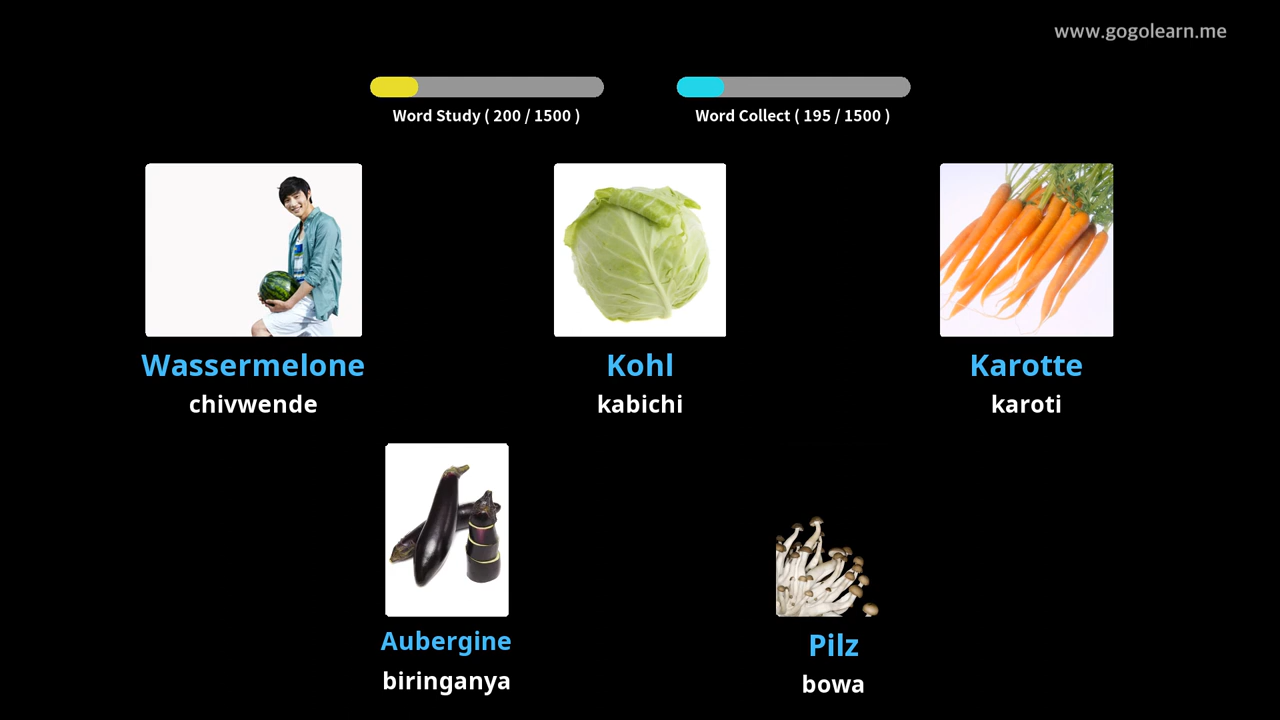 www.gogolearn.me
Word Study ( 200 / 1500 )
Word Collect ( 195 / 1500 )
Wassermelone
chivwende
Kohl
kabichi
Karotte
karoti
Aubergine
biringanya
Pilz
bowa